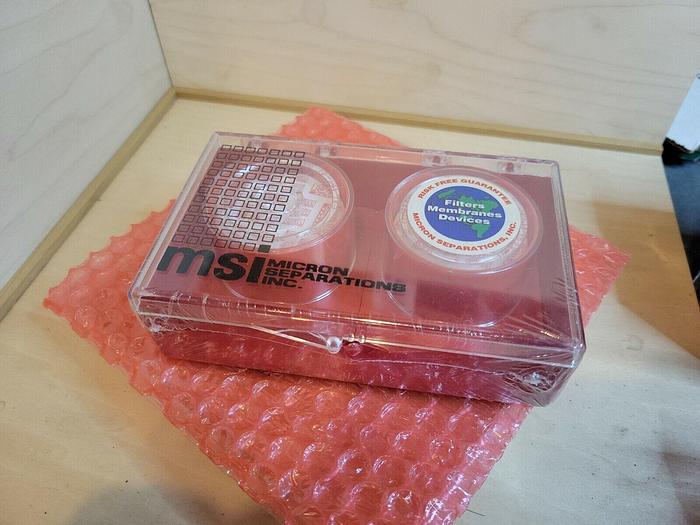 msi
MICRON
SEPARATIONS
INC.
RISK FREE GUARANTEE
Filters
Membranes
Devices
MICRON SEPARATIONS, INC.